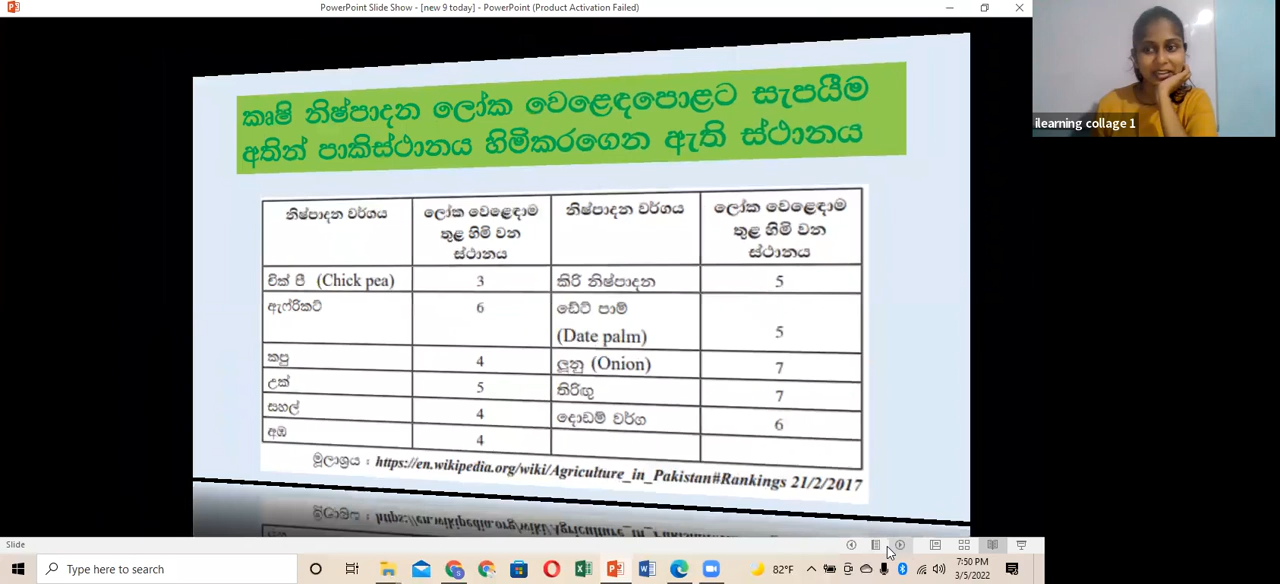 PowerPoint Slide Show - [new 9 today] - PowerPoint (Product Activation Failed)
ilearning collage 1
කෘෂි නිෂ්පාදන ලෝක වෙළෙඳපොළට සැපයීම
අතින් පාකිස්ථානය හිමිකරගෙන ඇති ස්ථානය
නිෂ්පාදන වර්ගය ලෝක වෙළෙඳාම තුළ හිමි වන ස්ථානය නිෂ්පාදන වර්ගය ලෝක වෙළෙඳාම තුළ හිමි වන ස්ථානය
චික් පී (Chick pea) 3 කිරි නිෂ්පාදන 5
ඇෆ්රිකට් 6 ඩේට් පාම් (Date palm) 5
කපු 4 ලූනු (Onion) 7
උක් 5 තිරිඟු 7
සහල් 4 දොඩම් වර්ග 6
අඹ 4
මූලාශ්‍රය : https://en.wikipedia.org/wiki/Agriculture_in_Pakistan#Rankings 21/2/2017
Slide
Type here to search
82°F
7:50 PM
3/5/2022